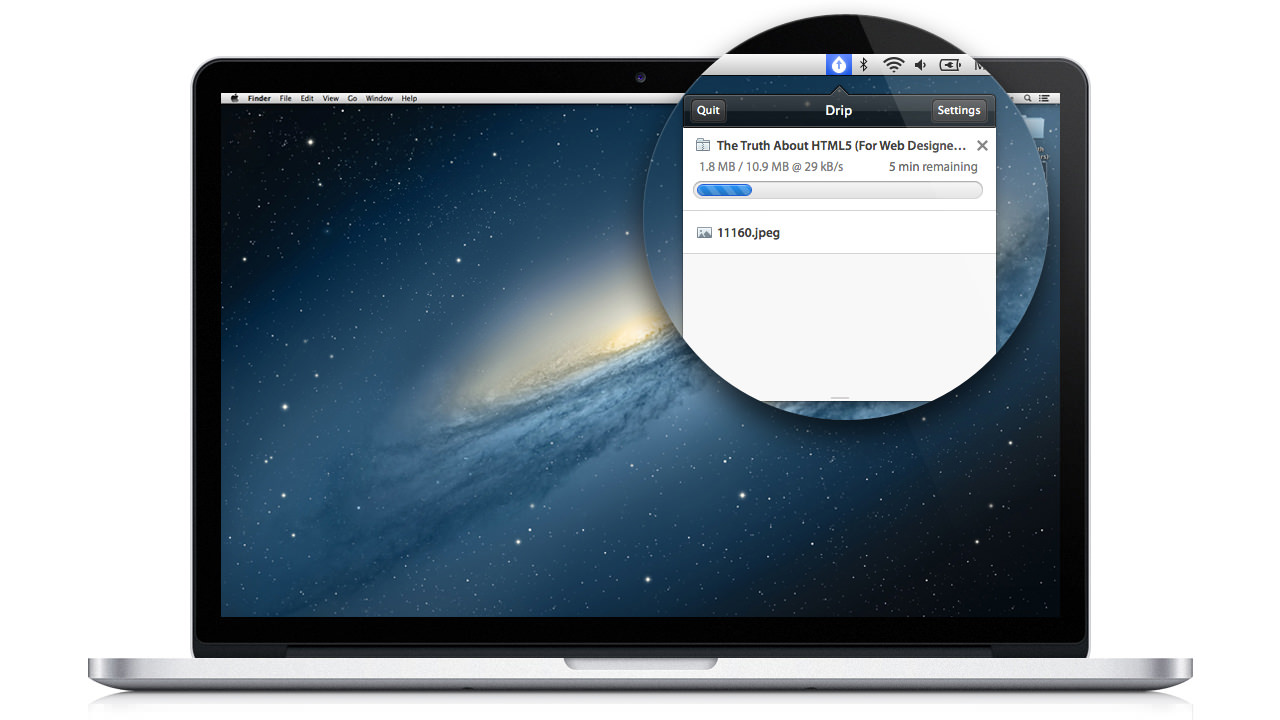 Finder File Edit View Go Window Help
Quit Drip Settings
The Truth About HTML5 (For Web Designe…
1.8 MB / 10.9 MB @ 29 kB/s 5 min remaining
11160.jpeg